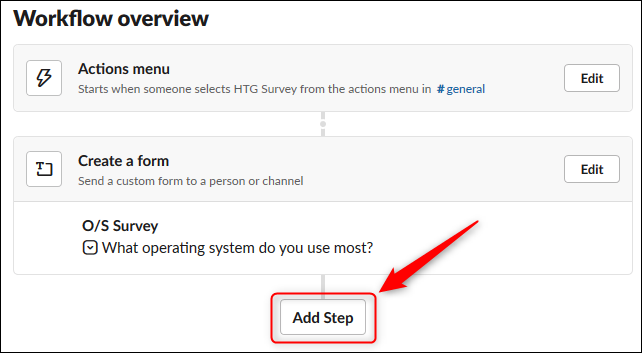 Workflow overview
Actions menu
Starts when someone selects HTG Survey from the actions menu in # general
Edit
Create a form
Send a custom form to a person or channel
Edit
O/S Survey
What operating system do you use most?
Add Step